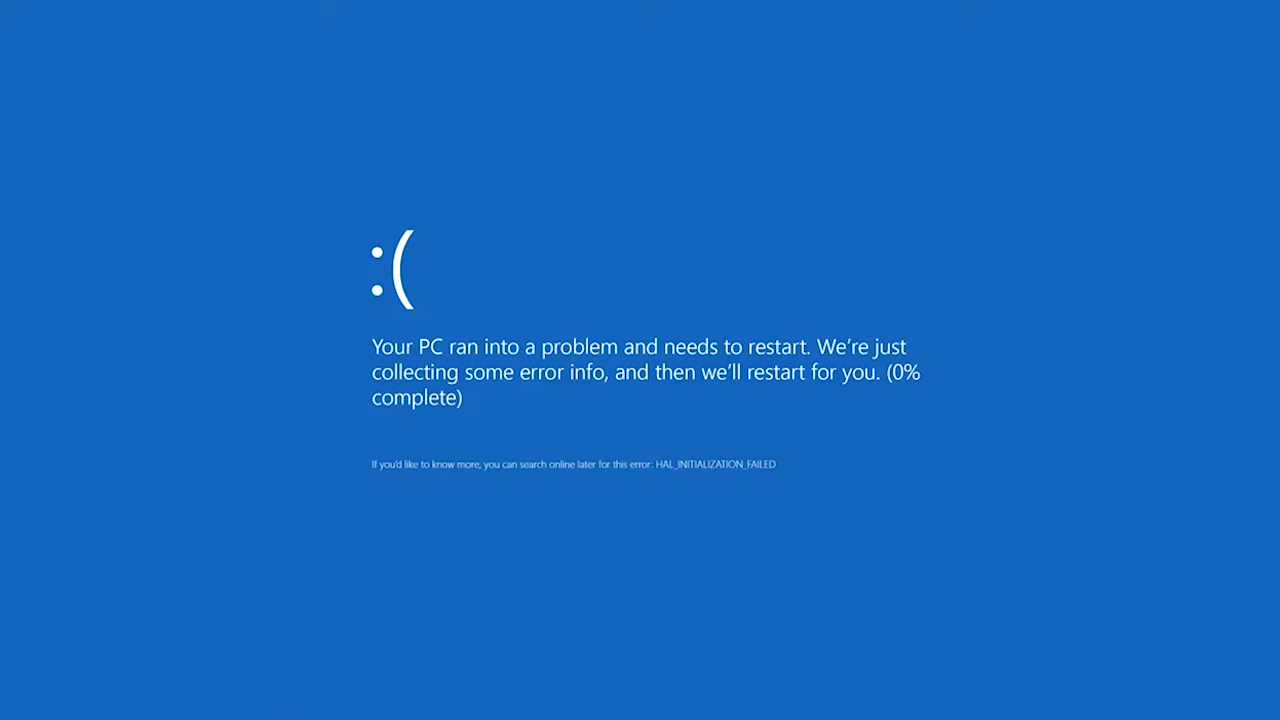 :(
Your PC ran into a problem and needs to restart. We're just
collecting some error info, and then we'll restart for you. (0%
complete)
If you'd like to know more, you can search online later for this error: HAL_INITIALIZATION_FAILED